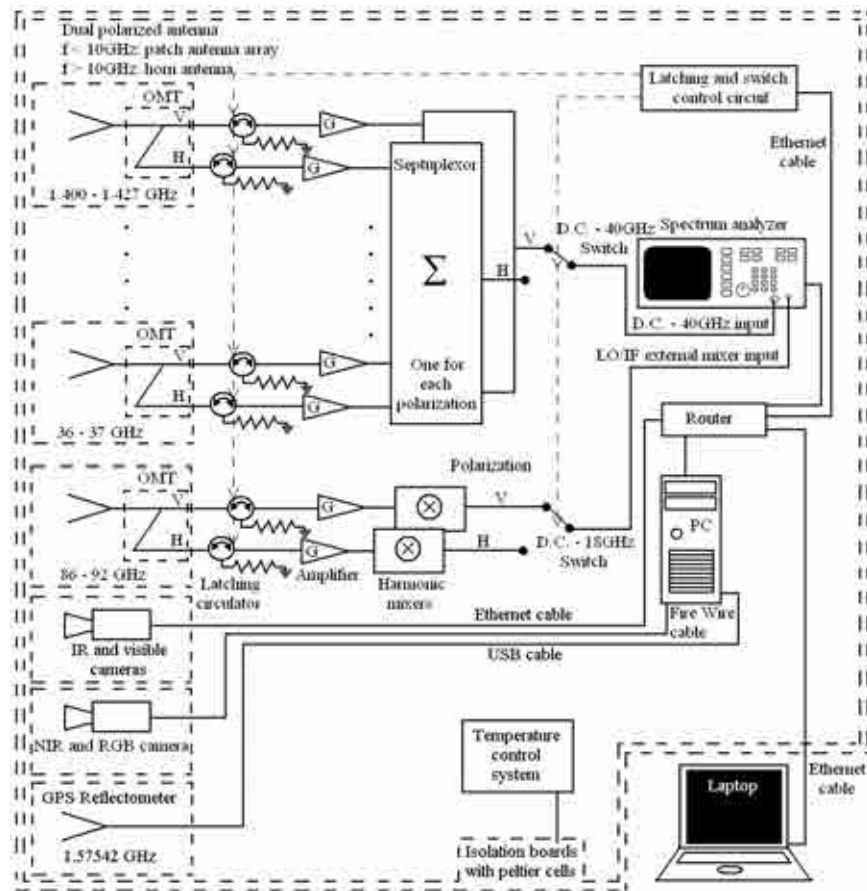 Dual polarized antenna
f < 10GHz: patch antenna array
f > 10GHz: horn antenna
Latching and switch
control circuit
OMT
V
G
H
G
1.400 - 1.427 GHz
Septuplexor
Ethernet
cable
V
D.C. - 40GHz
Switch
Spectrum analyzer
Σ
H
D.C. - 40GHz input
LO/IF external mixer input
OMT
V
G
H
G
36 - 37 GHz
One for
each
polarization
Router
OMT
V
G
H
G
86 - 92 GHz
Polarization
V
H
D.C. - 18GHz
Switch
PC
Latching
circulator
Amplifier
Harmonic
mixers
Ethernet cable
Fire Wire
cable
USB cable
IR and visible
cameras
NIR and RGB camera
GPS Reflectometer
1.57542 GHz
Temperature
control
system
Isolation boards
with peltier cells
Laptop
Ethernet
cable